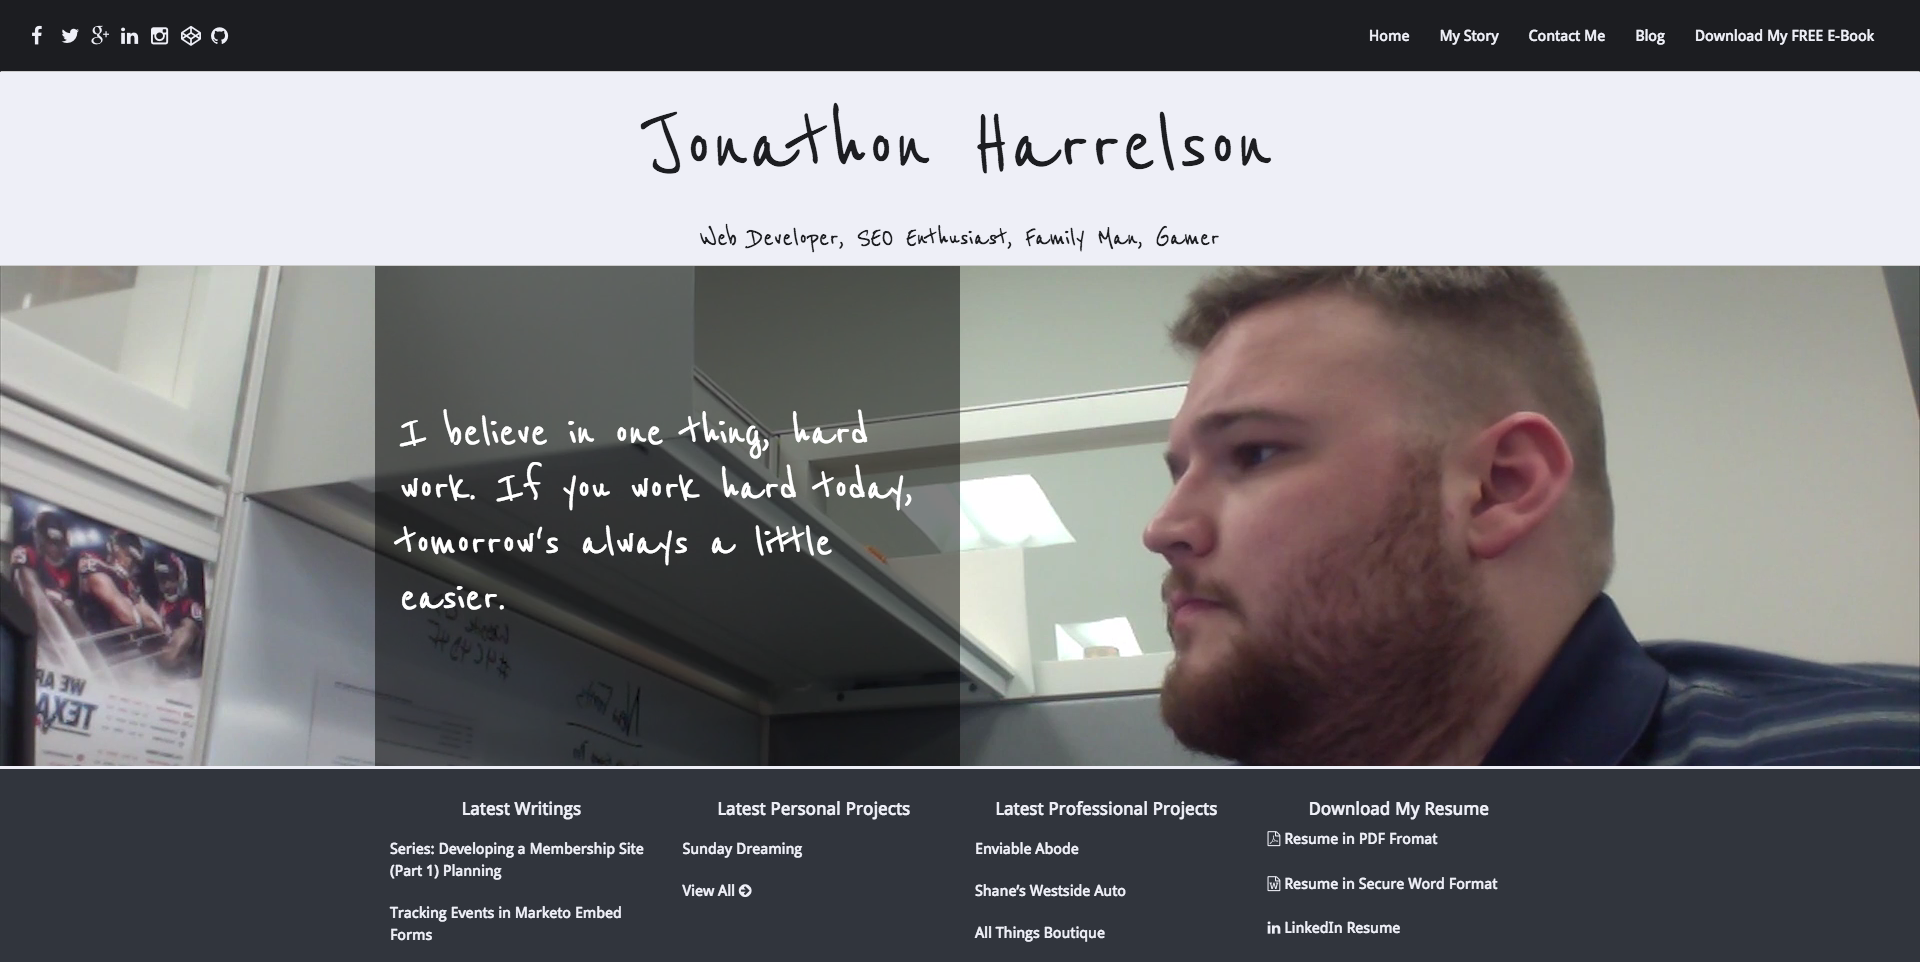 Home My Story Contact Me Blog Download My FREE E-Book
Jonathon Harrelson
Web Developer, SEO Enthusiast, Family Man, Gamer
I believe in one thing, hard
work. If you work hard today,
tomorrow's always a little
easier.
WE AR
TEXA
Latest Writings
Series: Developing a Membership Site
(Part 1) Planning
Tracking Events in Marketo Embed
Forms
Latest Personal Projects
Sunday Dreaming
View All
Latest Professional Projects
Enviable Abode
Shane’s Westside Auto
All Things Boutique
Download My Resume
Resume in PDF Fromat
Resume in Secure Word Format
LinkedIn Resume